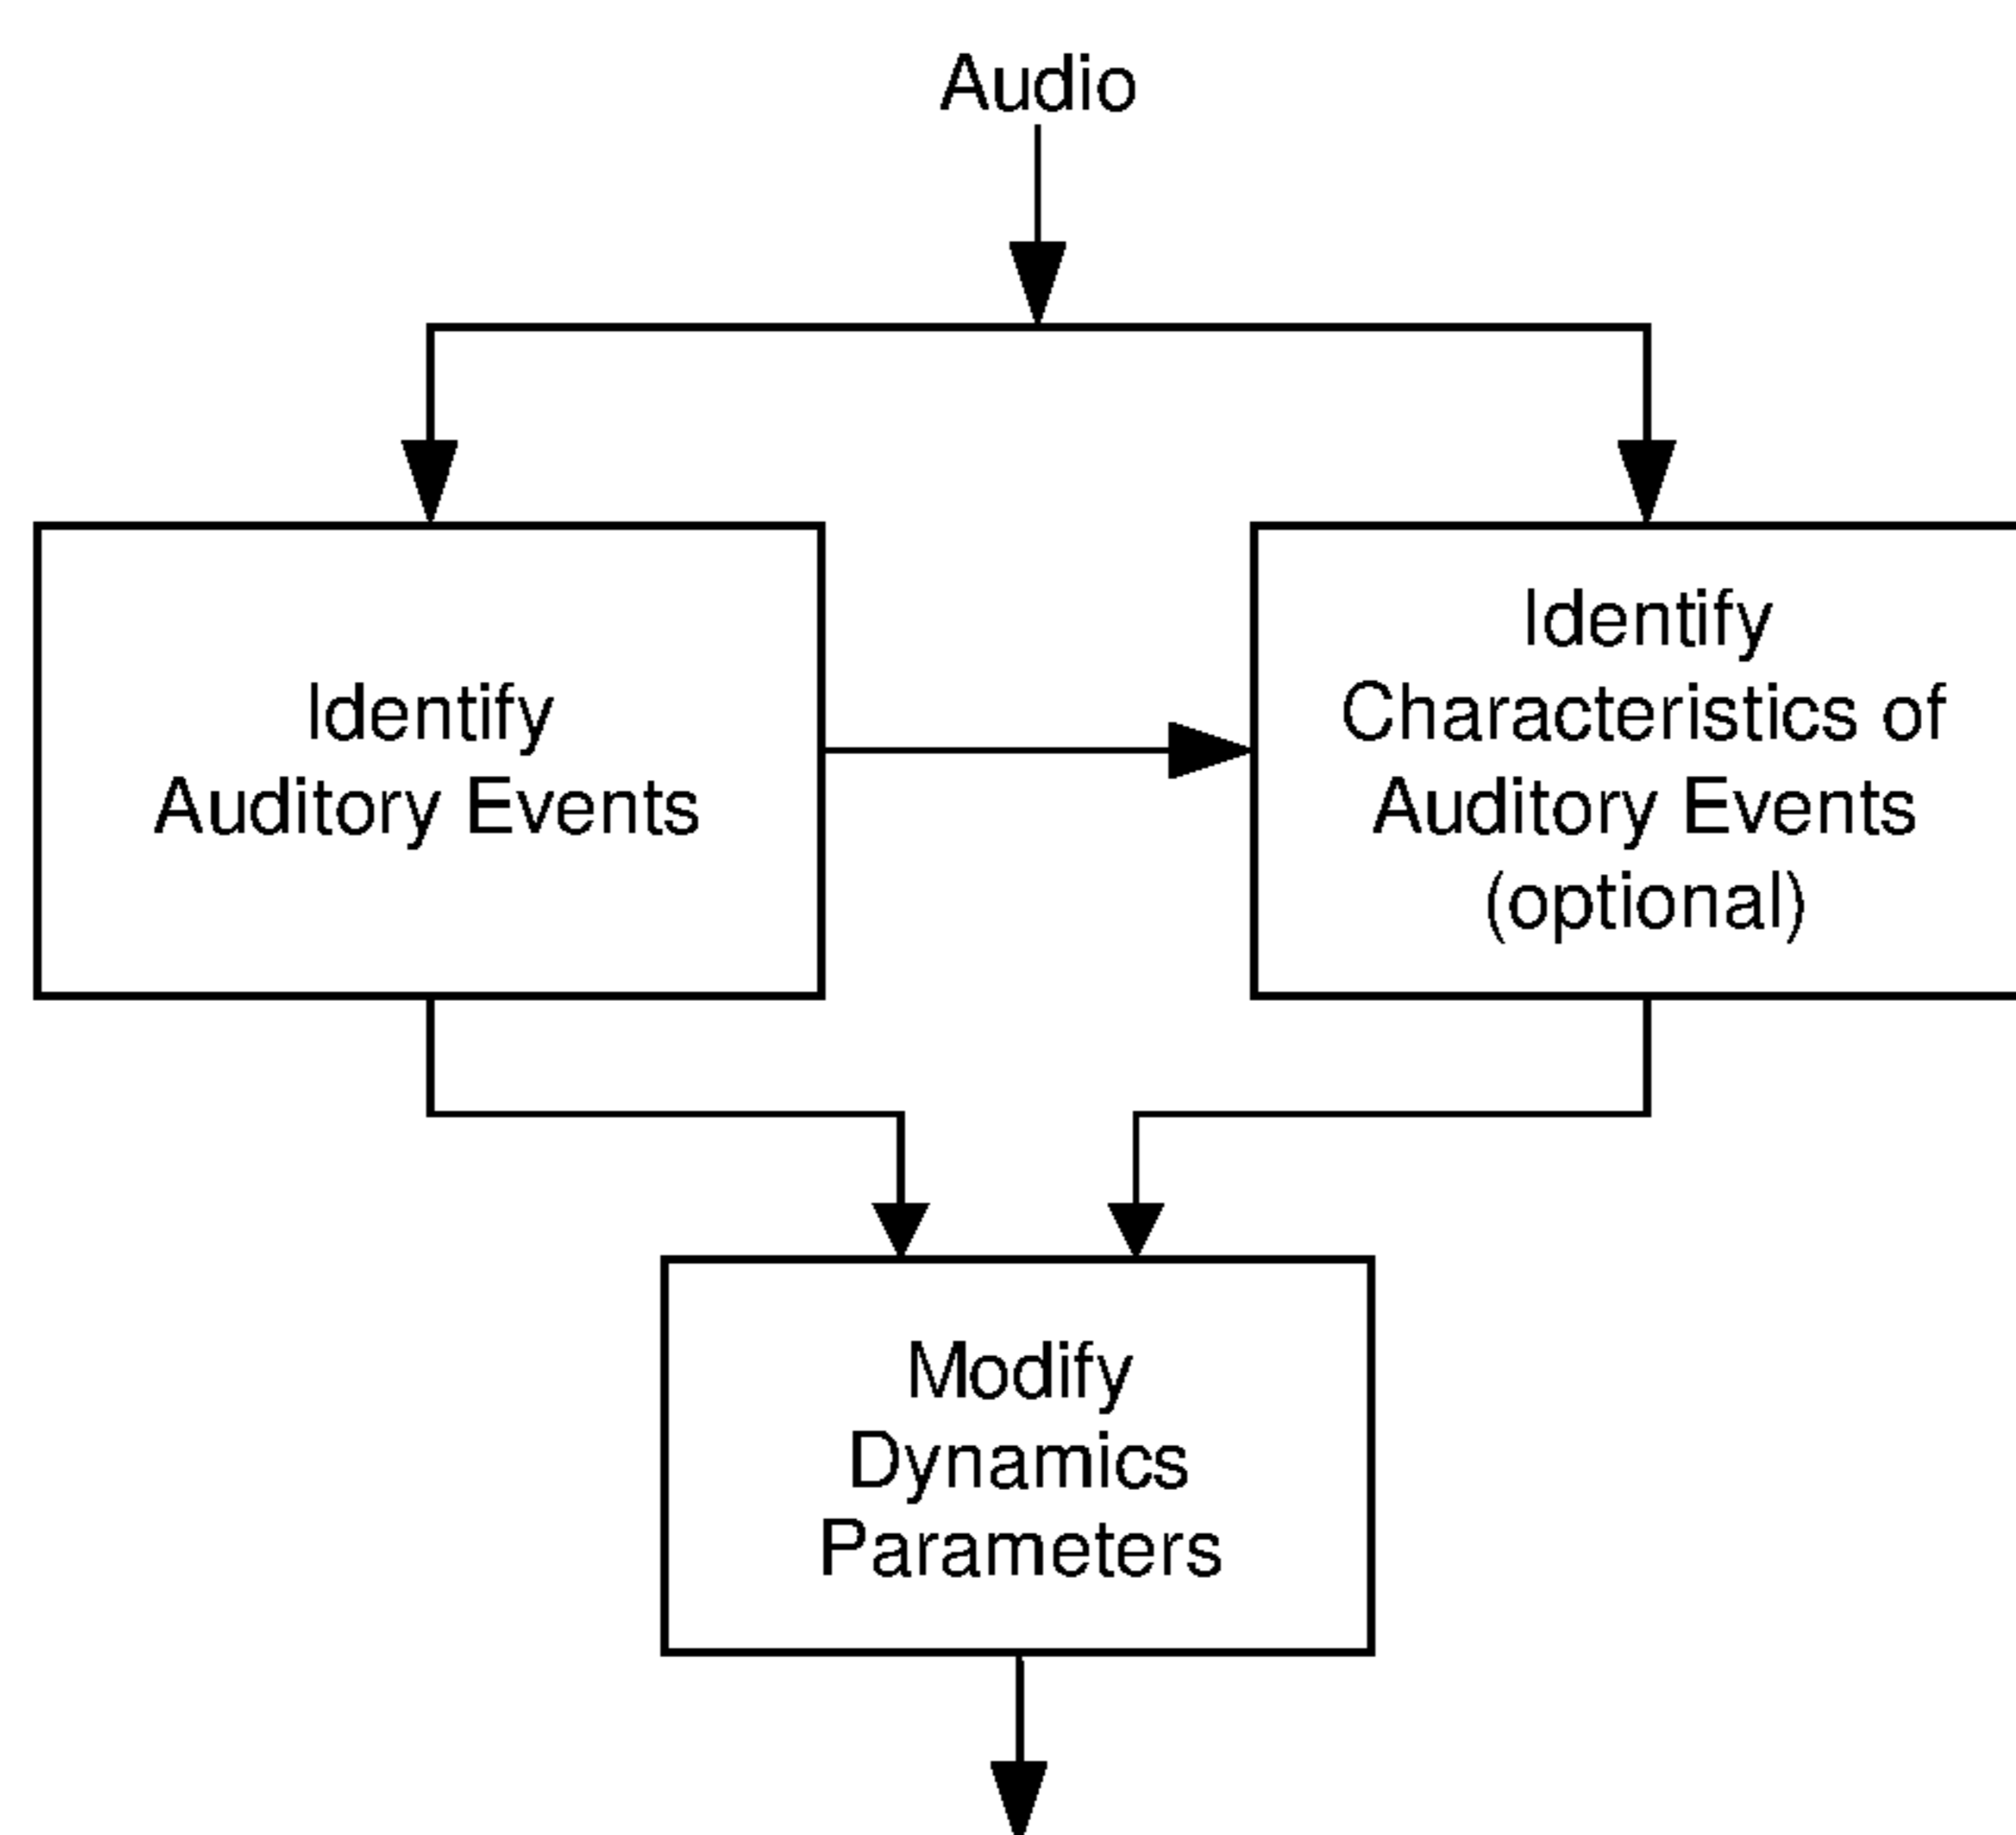 Audio
Identify
Auditory Events
Identify
Characteristics of
Auditory Events
(optional)
Modify
Dynamics
Parameters